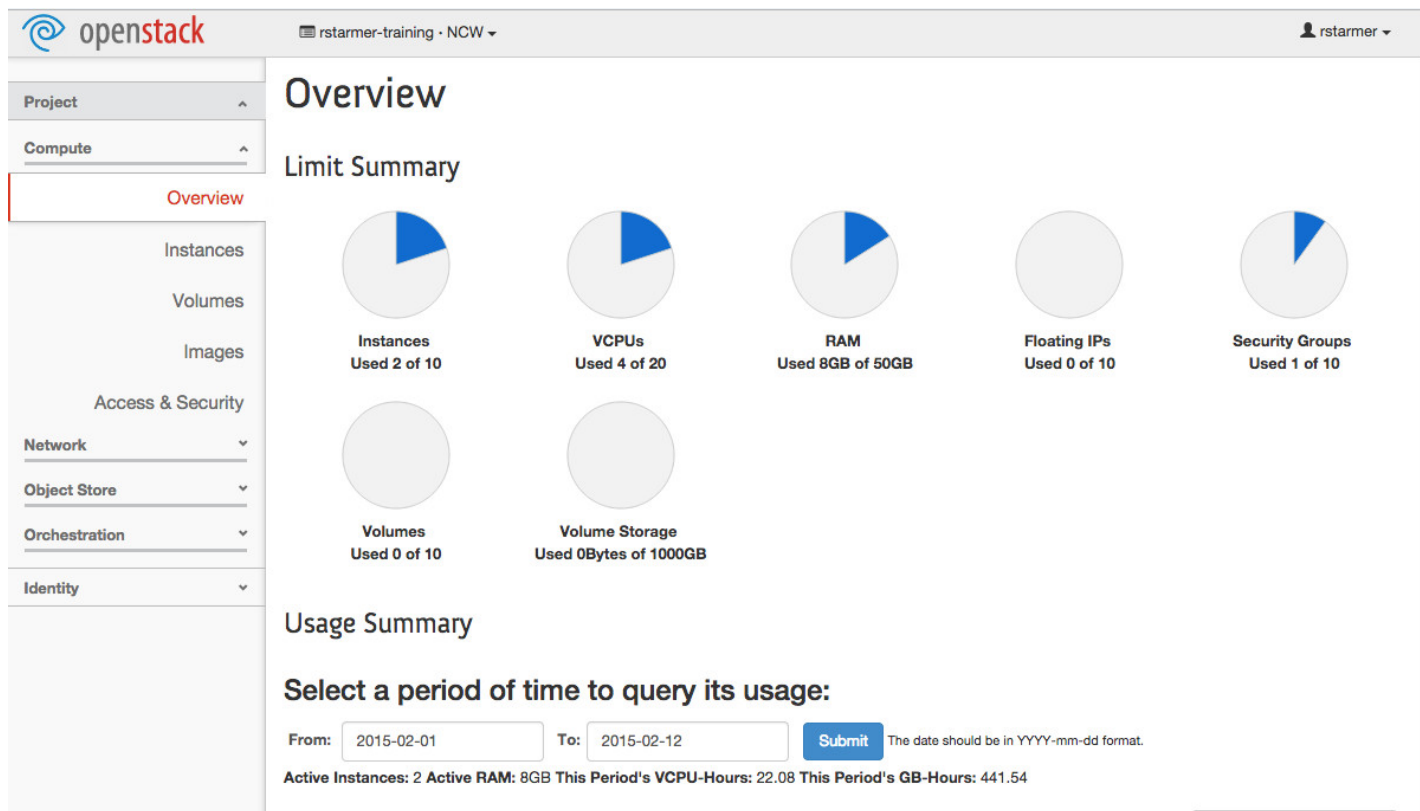 openstack
rstarmer-training · NCW
rstarmer
Project
Compute
Overview
Instances
Volumes
Images
Access & Security
Network
Object Store
Orchestration
Identity
Overview
Limit Summary
Instances
Used 2 of 10
VCPUs
Used 4 of 20
RAM
Used 8GB of 50GB
Floating IPs
Used 0 of 10
Security Groups
Used 1 of 10
Volumes
Used 0 of 10
Volume Storage
Used 0Bytes of 1000GB
Usage Summary
Select a period of time to query its usage:
From: 2015-02-01 To: 2015-02-12 Submit The date should be in YYYY-mm-dd format.
Active Instances: 2 Active RAM: 8GB This Period's VCPU-Hours: 22.08 This Period's GB-Hours: 441.54